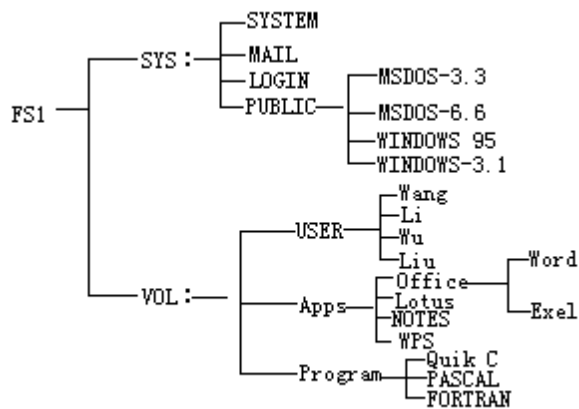 FS1
SYS:
SYSTEM
MAIL
LOGIN
PUBLIC
MSDOS-3.3
MSDOS-6.6
WINDOWS 95
WINDOWS-3.1
VOL:
USER
Wang
Li
Wu
Liu
Apps
Office
Word
Exel
Lotus
NOTES
WPS
Program
Quik C
PASCAL
FORTRAN